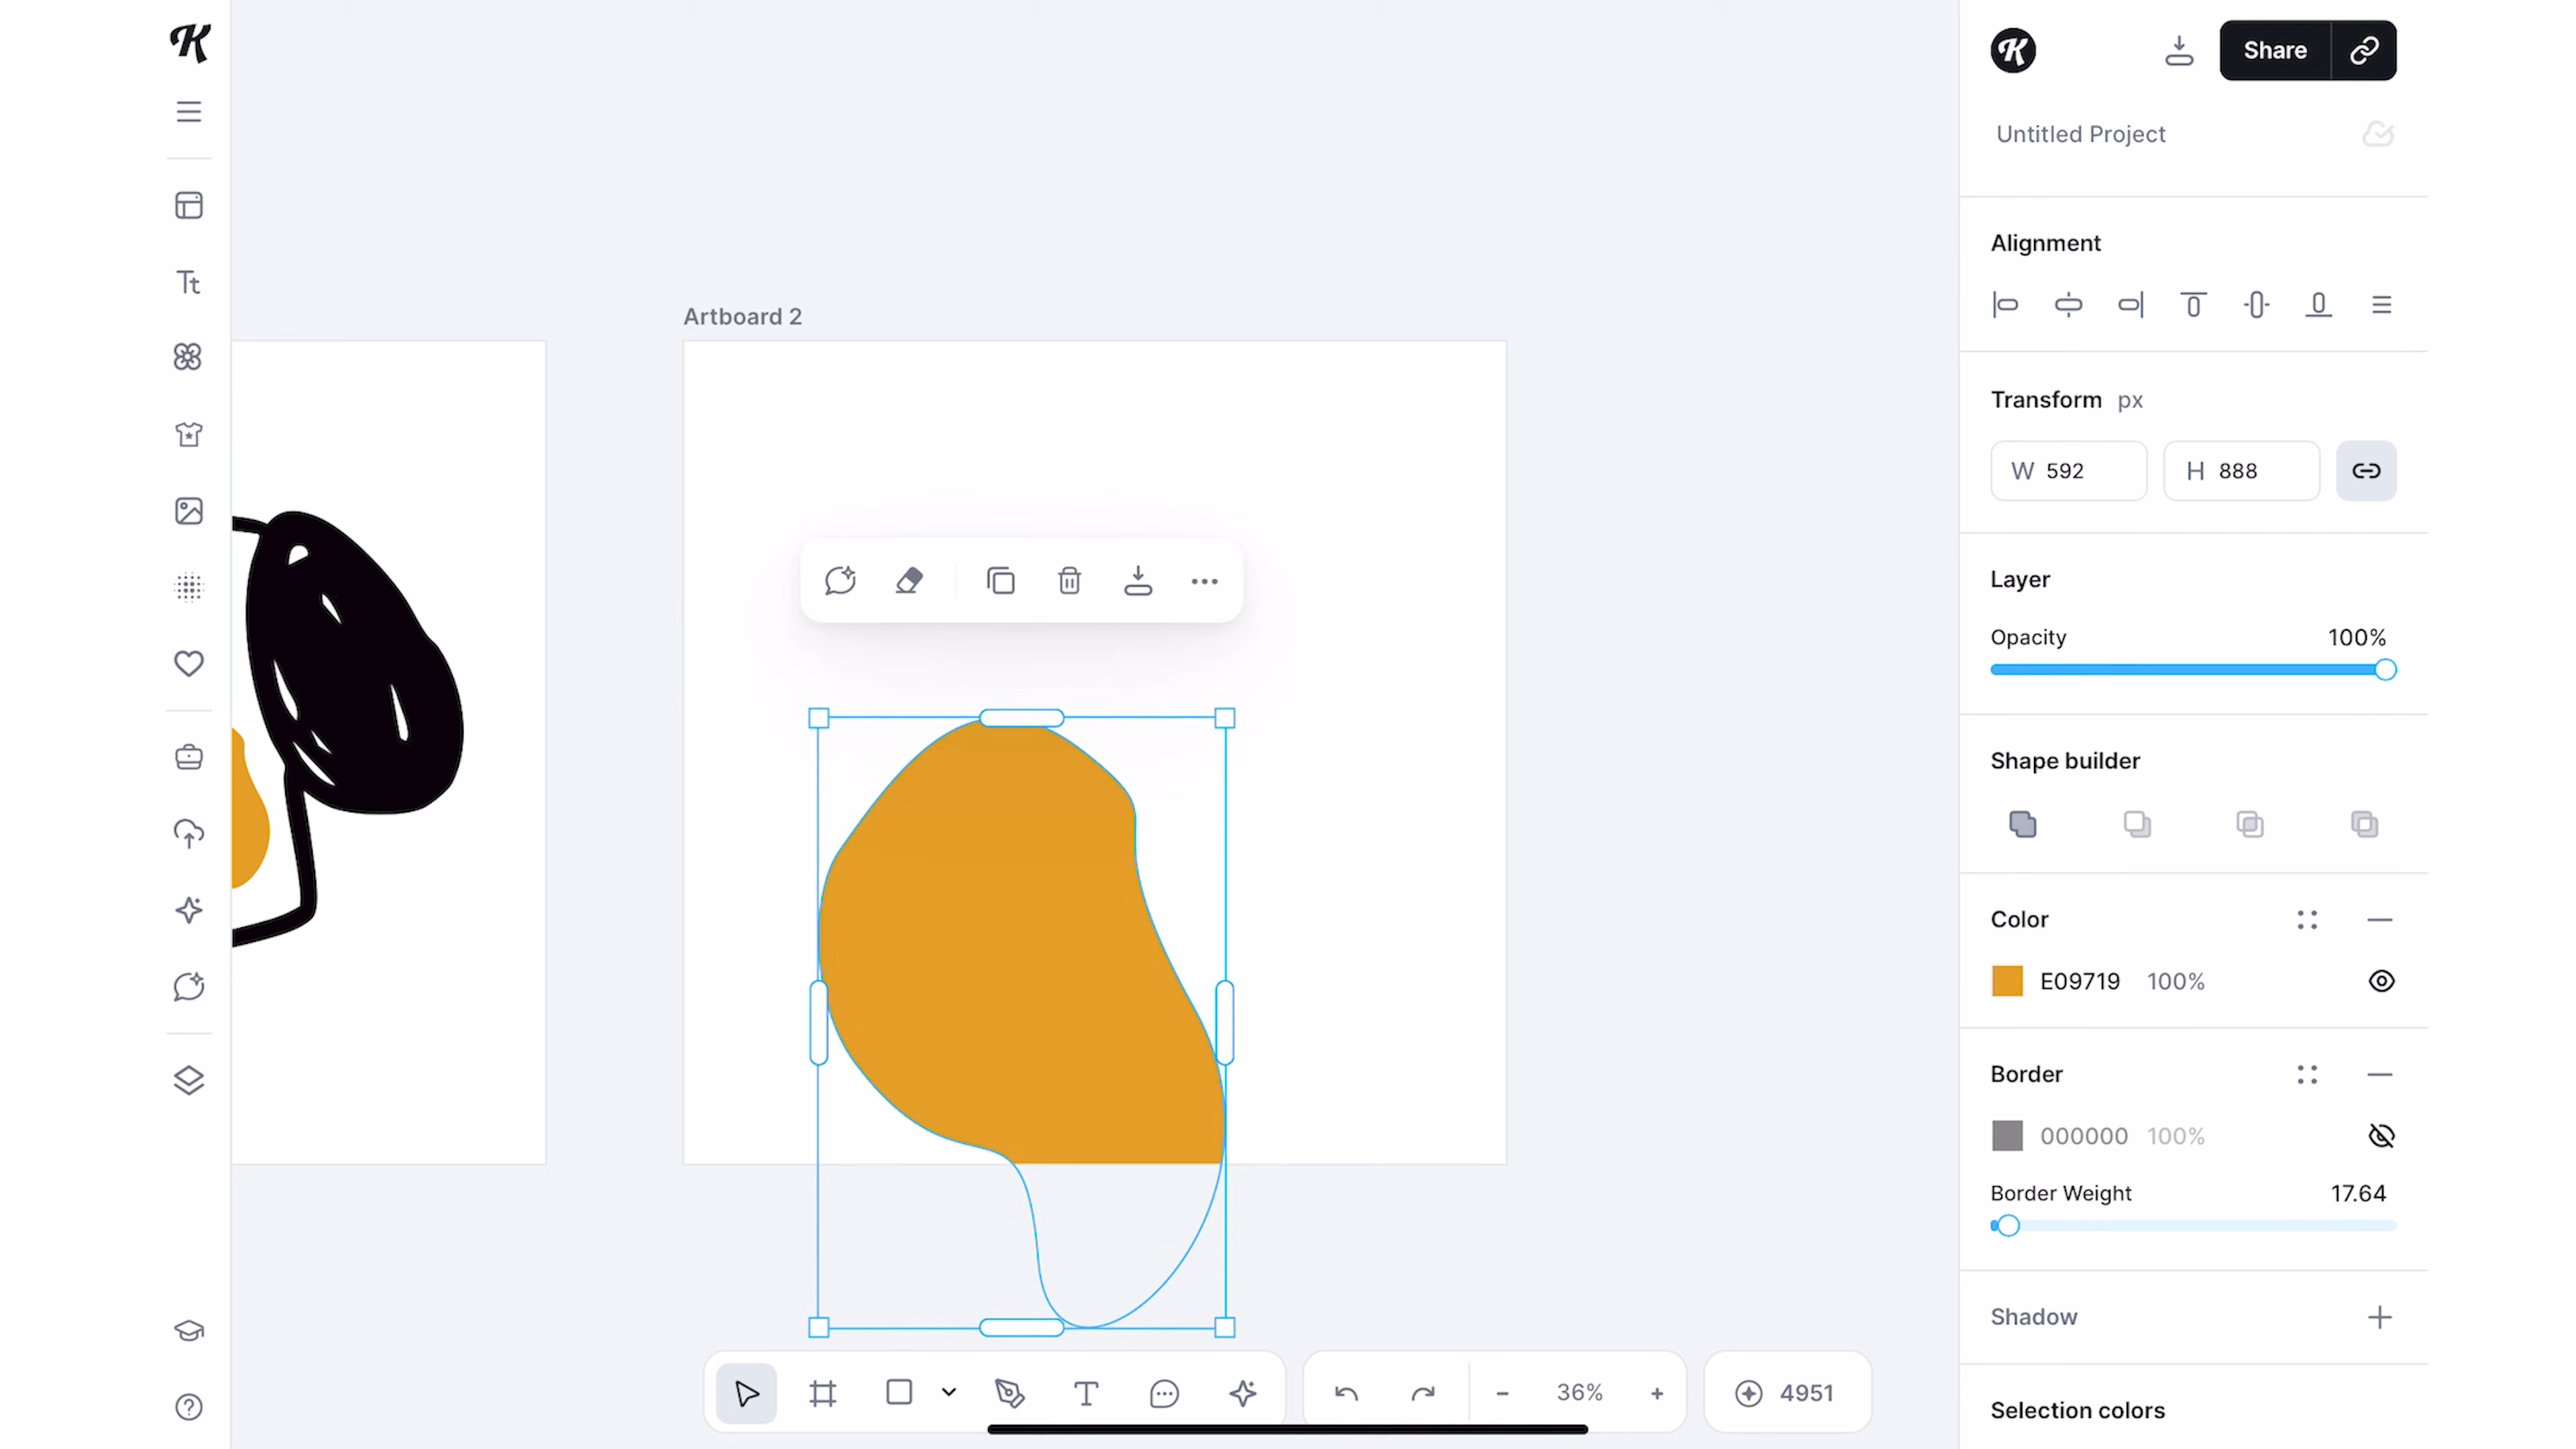 K
K
Share
Untitled Project
Alignment
Tt
Artboard 2
Transform px
W 592 H 888
Layer
Opacity 100%
Shape builder
Color
E09719 100%
Border
000000 100%
Border Weight 17.64
Shadow
T
36%
4951
Selection colors